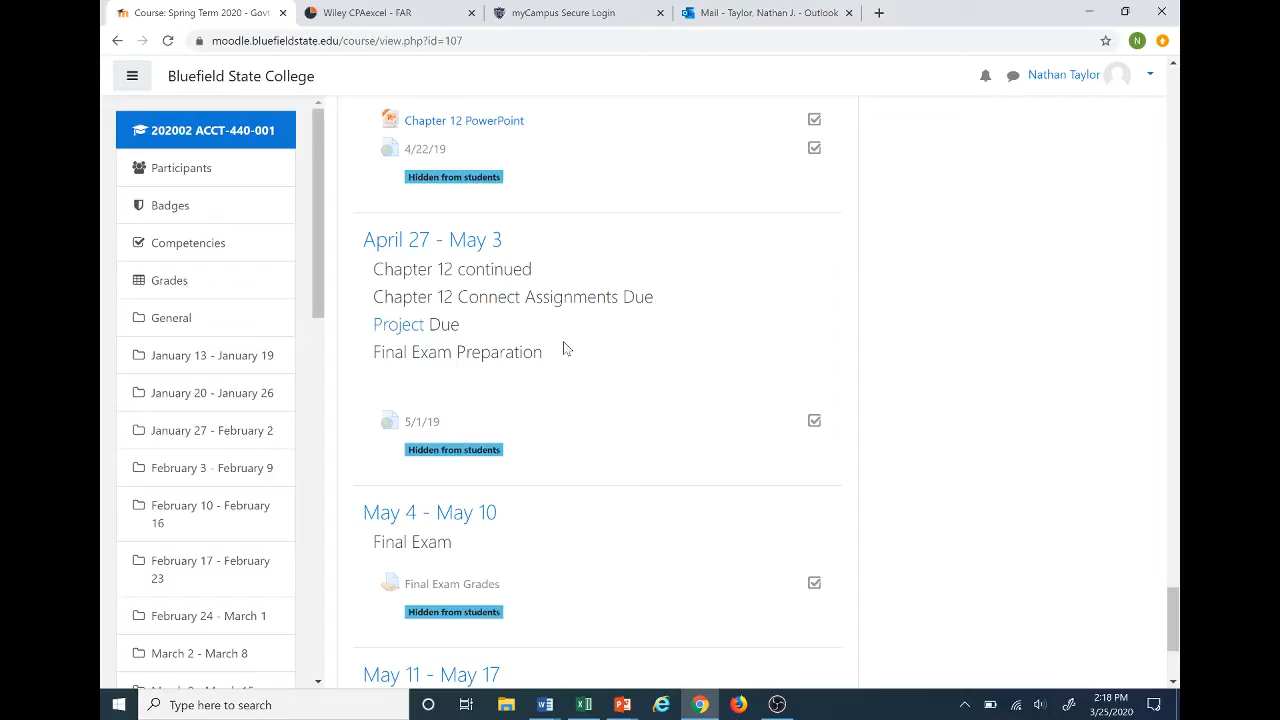 Course: Spring Term 2020 - Govt
Wiley CPAexcel - FAR
myCasno-Secure Login
Mail - Taylor, Nathan J. - Outlook
moodle.bluefieldstate.edu/course/view.php?id=107
N
Bluefield State College
Nathan Taylor
202002 ACCT-440-001
Participants
Badges
Competencies
Grades
General
January 13 - January 19
January 20 - January 26
January 27 - February 2
February 3 - February 9
February 10 - February
16
February 17 - February
23
February 24 - March 1
March 2 - March 8
Chapter 12 PowerPoint
4/22/19
Hidden from students
April 27 - May 3
Chapter 12 continued
Chapter 12 Connect Assignments Due
Project Due
Final Exam Preparation
5/1/19
Hidden from students
May 4 - May 10
Final Exam
Final Exam Grades
Hidden from students
May 11 - May 17
Type here to search
2:18 PM
3/25/2020